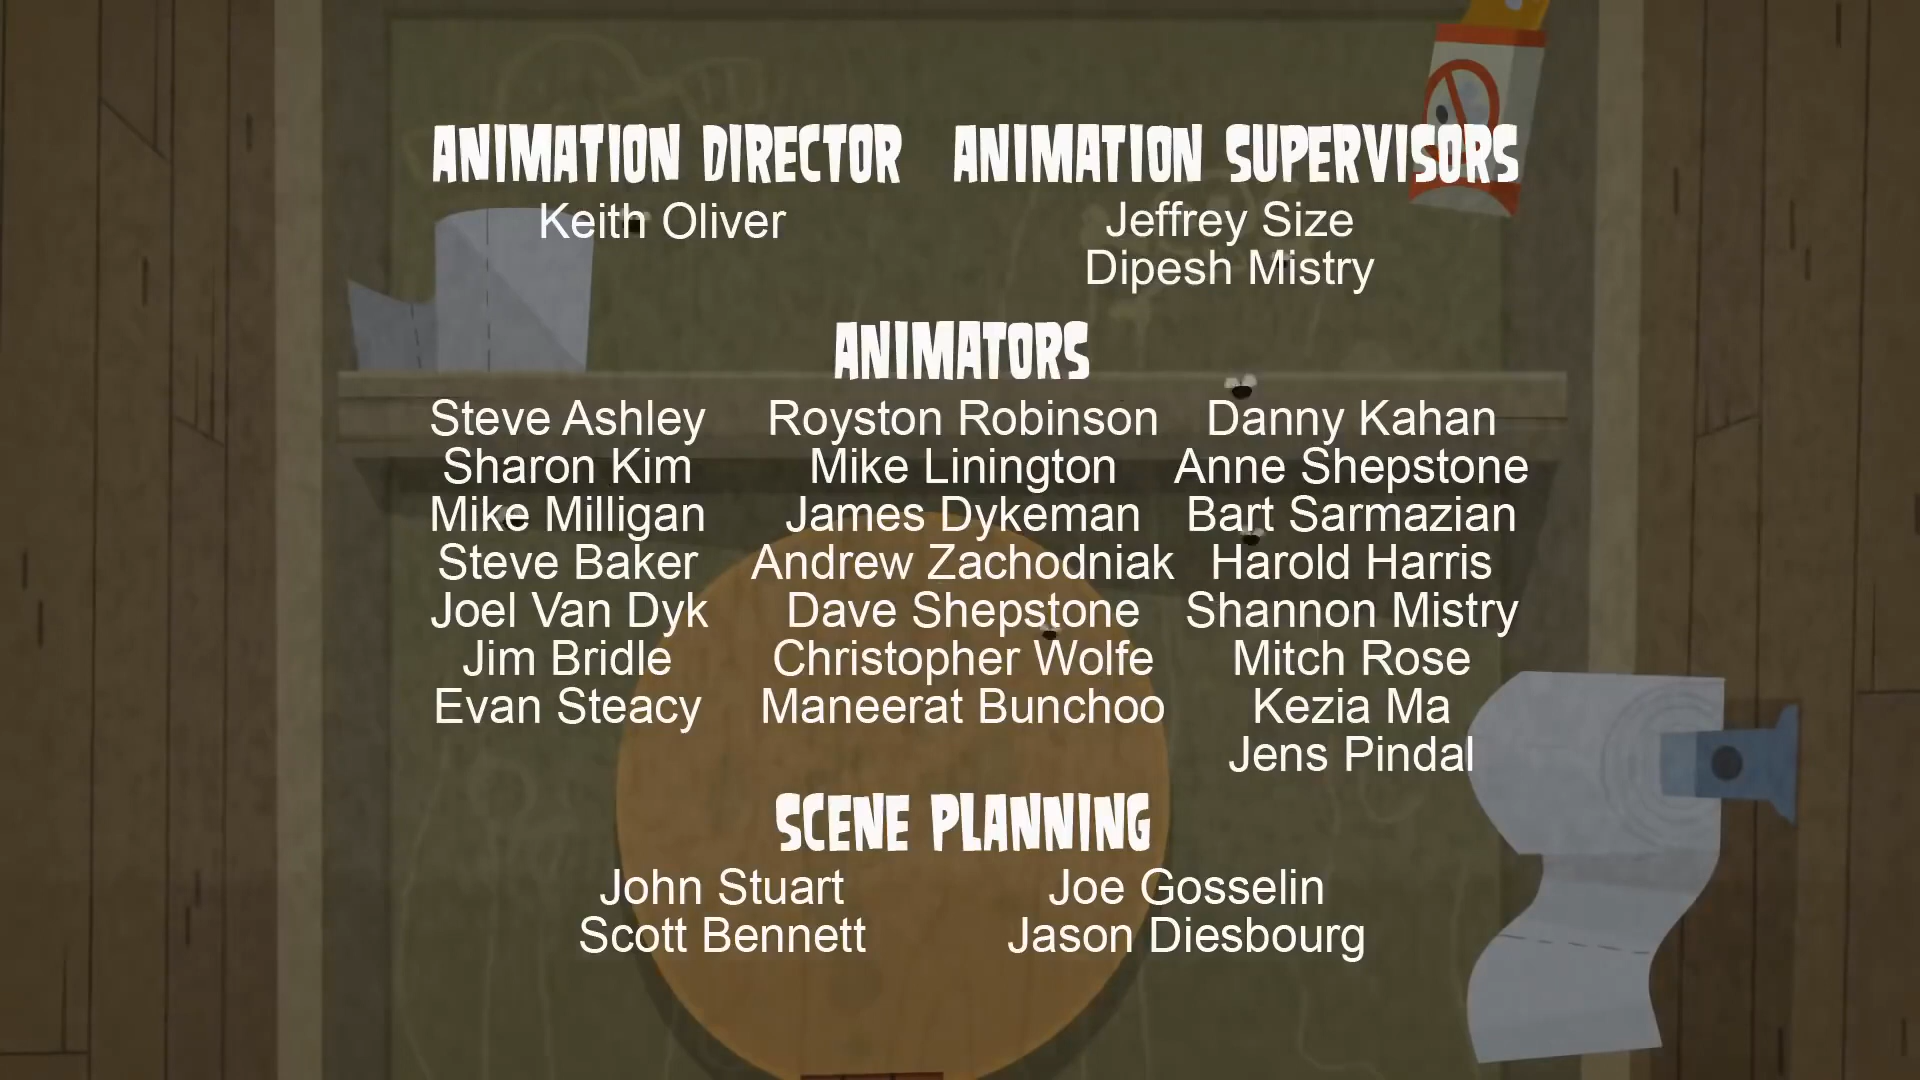 ANIMATION DIRECTOR ANIMATION SUPERVISORS
Keith Oliver Jeffrey Size
Dipesh Mistry
ANIMATORS
Steve Ashley Royston Robinson Danny Kahan
Sharon Kim Mike Linington Anne Shepstone
Mike Milligan James Dykeman Bart Sarmazian
Steve Baker Andrew Zachodniak Harold Harris
Joel Van Dyk Dave Shepstone Shannon Mistry
Jim Bridle Christopher Wolfe Mitch Rose
Evan Steacy Maneerat Bunchoo Kezia Ma
Jens Pindal
SCENE PLANNING
John Stuart Joe Gosselin
Scott Bennett Jason Diesbourg